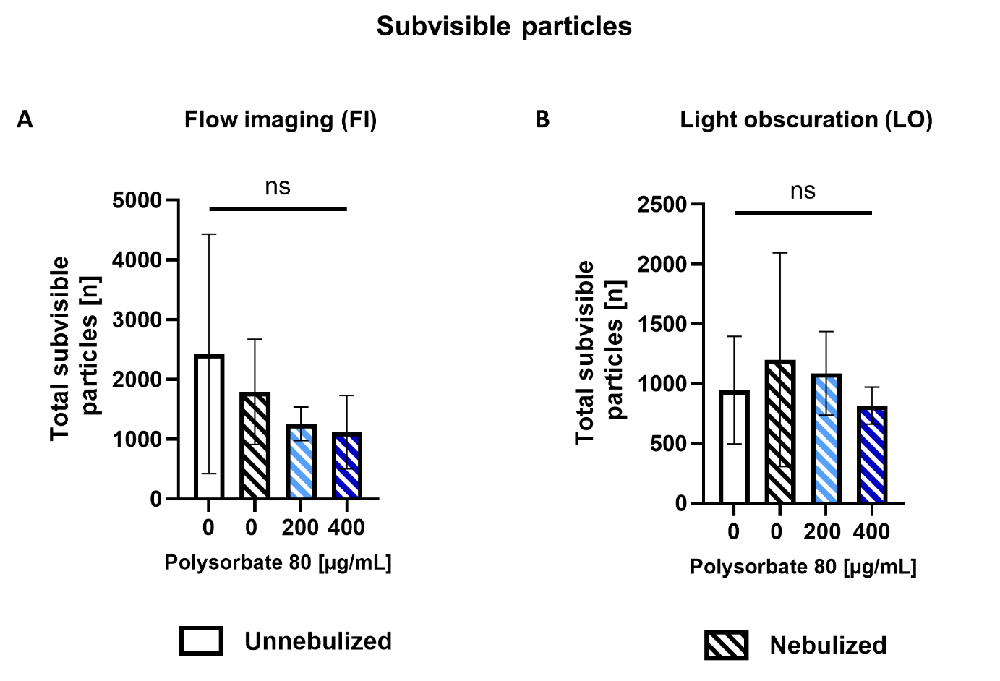 Subvisible particles
A
Flow imaging (FI)
ns
5000
4000
3000
2000
1000
0
Total subvisible
particles [n]
0 0 200 400
Polysorbate 80 [µg/mL]
Unnebulized
B
Light obscuration (LO)
ns
2500
2000
1500
1000
500
0
Total subvisible
particles [n]
0 0 200 400
Polysorbate 80 [µg/mL]
Nebulized